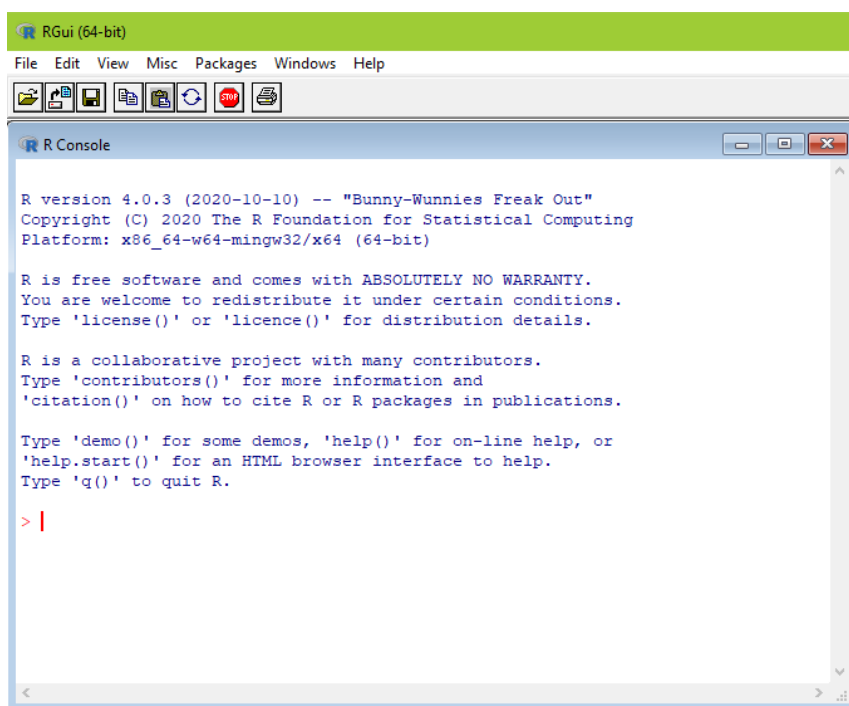 RGui (64-bit)
File Edit View Misc Packages Windows Help
STOP
R Console
R version 4.0.3 (2020-10-10) -- "Bunny-Wunnies Freak Out"
Copyright (C) 2020 The R Foundation for Statistical Computing
Platform: x86_64-w64-mingw32/x64 (64-bit)
R is free software and comes with ABSOLUTELY NO WARRANTY.
You are welcome to redistribute it under certain conditions.
Type 'license()' or 'licence()' for distribution details.
R is a collaborative project with many contributors.
Type 'contributors()' for more information and
'citation()' on how to cite R or R packages in publications.
Type 'demo()' for some demos, 'help()' for on-line help, or
'help.start()' for an HTML browser interface to help.
Type 'q()' to quit R.
>